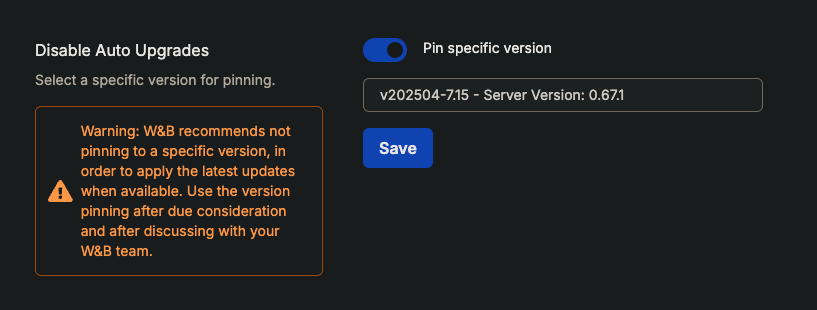 Disable Auto Upgrades
Pin specific version
Select a specific version for pinning.
v202504-7.15 - Server Version: 0.67.1
Warning: W&B recommends not
pinning to a specific version, in
order to apply the latest updates
when available. Use the version
pinning after due consideration
and after discussing with your
W&B team.
Save